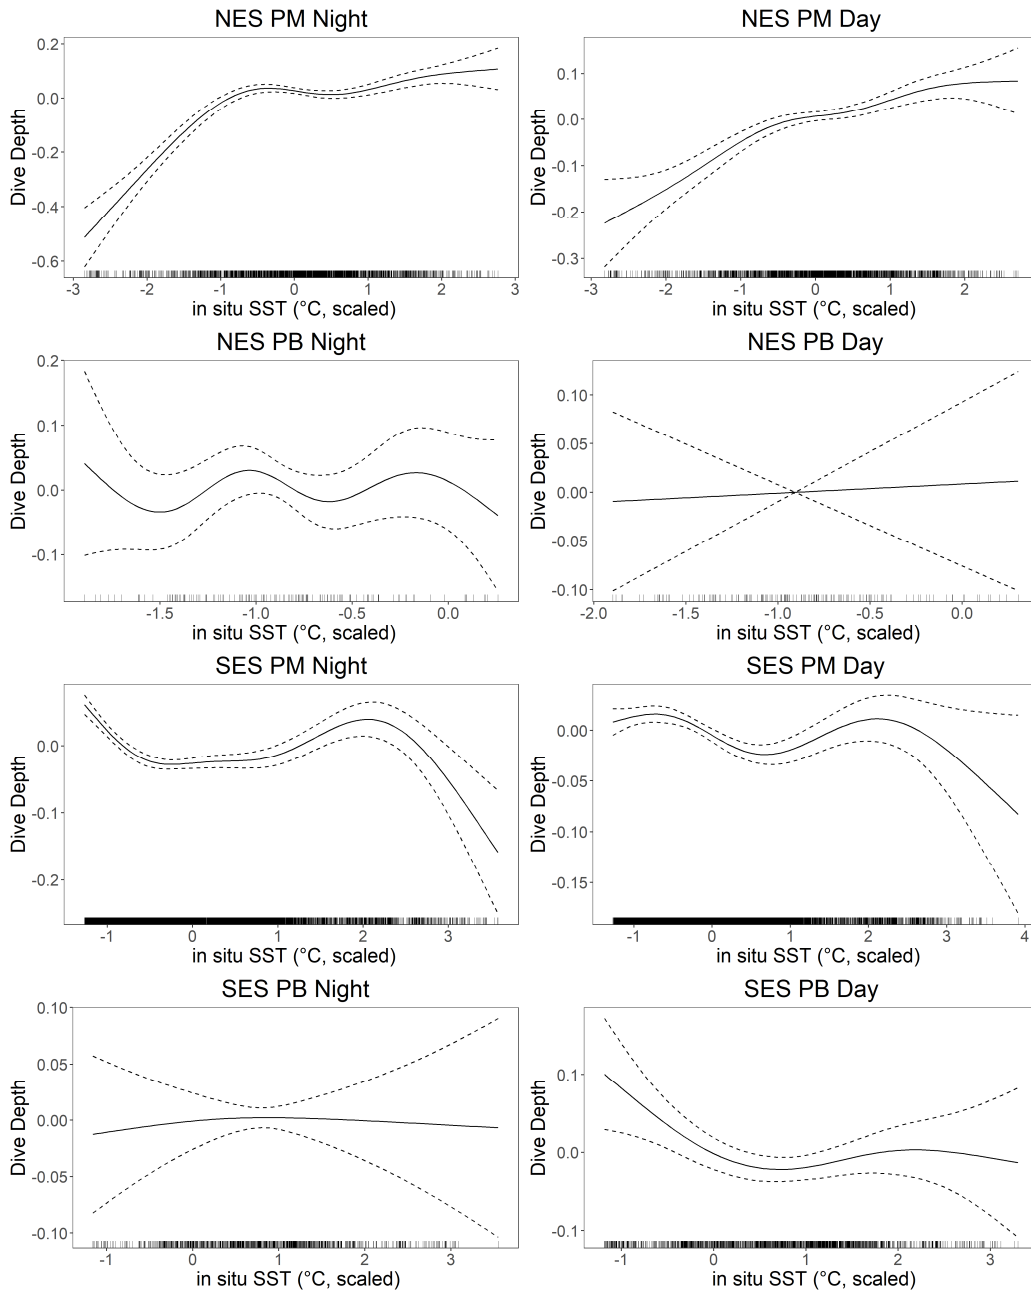 NES PM Night
NES PM Day
Dive Depth
0.2
0.0
-0.2
-0.4
-0.6
-3 -2 -1 0 1 2 3
in situ SST (°C, scaled)
Dive Depth
0.1
0.0
-0.1
-0.2
-0.3
-3 -2 -1 0 1 2
in situ SST (°C, scaled)
NES PB Night
NES PB Day
Dive Depth
0.2
0.1
0.0
-0.1
-1.5 -1.0 -0.5 0.0
in situ SST (°C, scaled)
Dive Depth
0.10
0.05
0.00
-0.05
-0.10
-2.0 -1.5 -1.0 -0.5 0.0
in situ SST (°C, scaled)
SES PM Night
SES PM Day
Dive Depth
0.0
-0.1
-0.2
-1 0 1 2 3
in situ SST (°C, scaled)
Dive Depth
0.00
-0.05
-0.10
-0.15
-1 0 1 2 3 4
in situ SST (°C, scaled)
SES PB Night
SES PB Day
Dive Depth
0.10
0.05
0.00
-0.05
-0.10
-1 0 1 2 3
in situ SST (°C, scaled)
Dive Depth
0.1
0.0
-0.1
-1 0 1 2 3
in situ SST (°C, scaled)